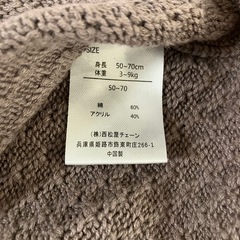 SIZE
身長 50~70cm
体重 3~9kg
50-70
綿 60%
アクリル 40%
(株)西松屋チェーン
兵庫県姫路市飾東町庄266-1
中国製